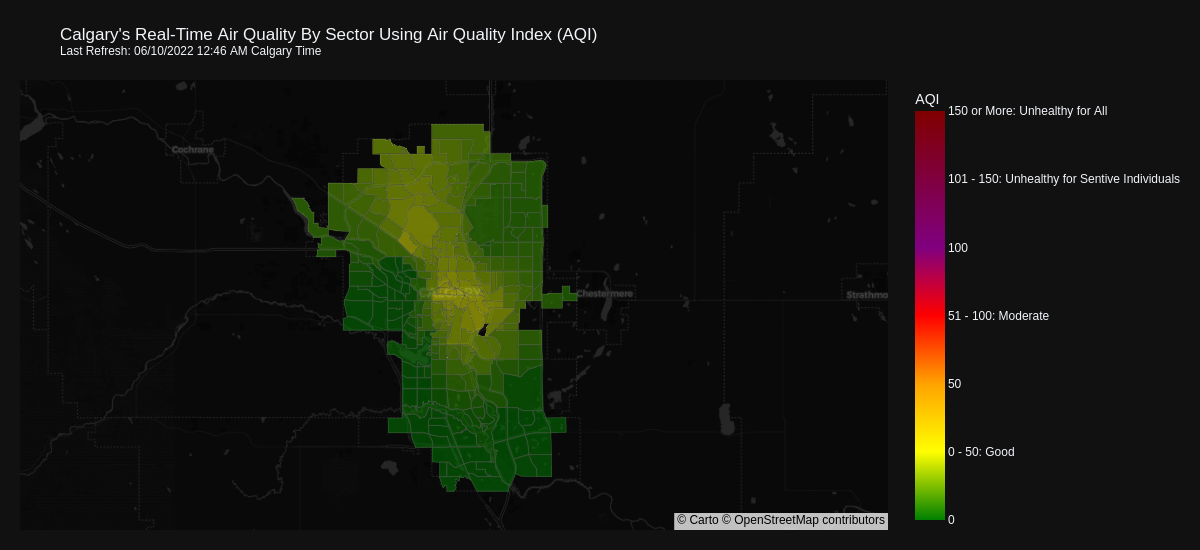 Calgary's Real-Time Air Quality By Sector Using Air Quality Index (AQI)
Last Refresh: 06/10/2022 12:46 AM Calgary Time
AQI
150 or More: Unhealthy for All
101 - 150: Unhealthy for Sentive Individuals
100
51 - 100: Moderate
50
0 - 50: Good
0
Cochrane
Chestermere
Strathmo
© Carto © OpenStreetMap contributors